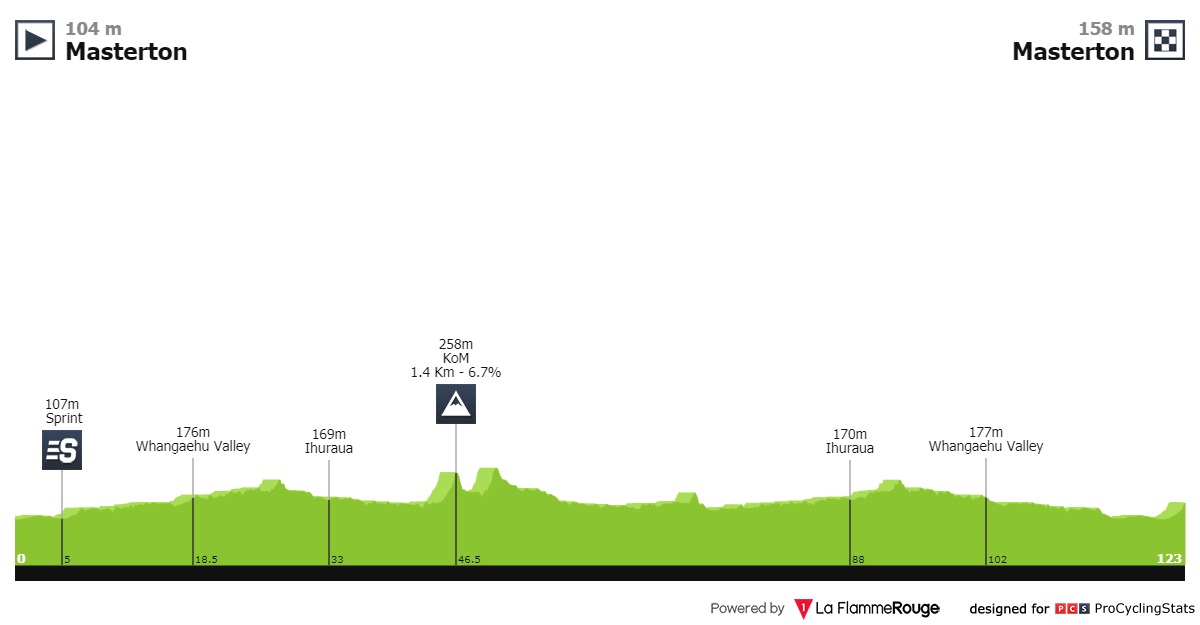 104 m
Masterton
158 m
Masterton
258m
KoM
1.4 Km - 6.7%
107m
Sprint
S
176m
Whangaehu Valley
169m
Ihuraua
170m
Ihuraua
177m
Whangaehu Valley
0
5
18.5
33
46.5
88
102
123
Powered by 1 La FlammeRouge
designed for PCS ProCyclingStats